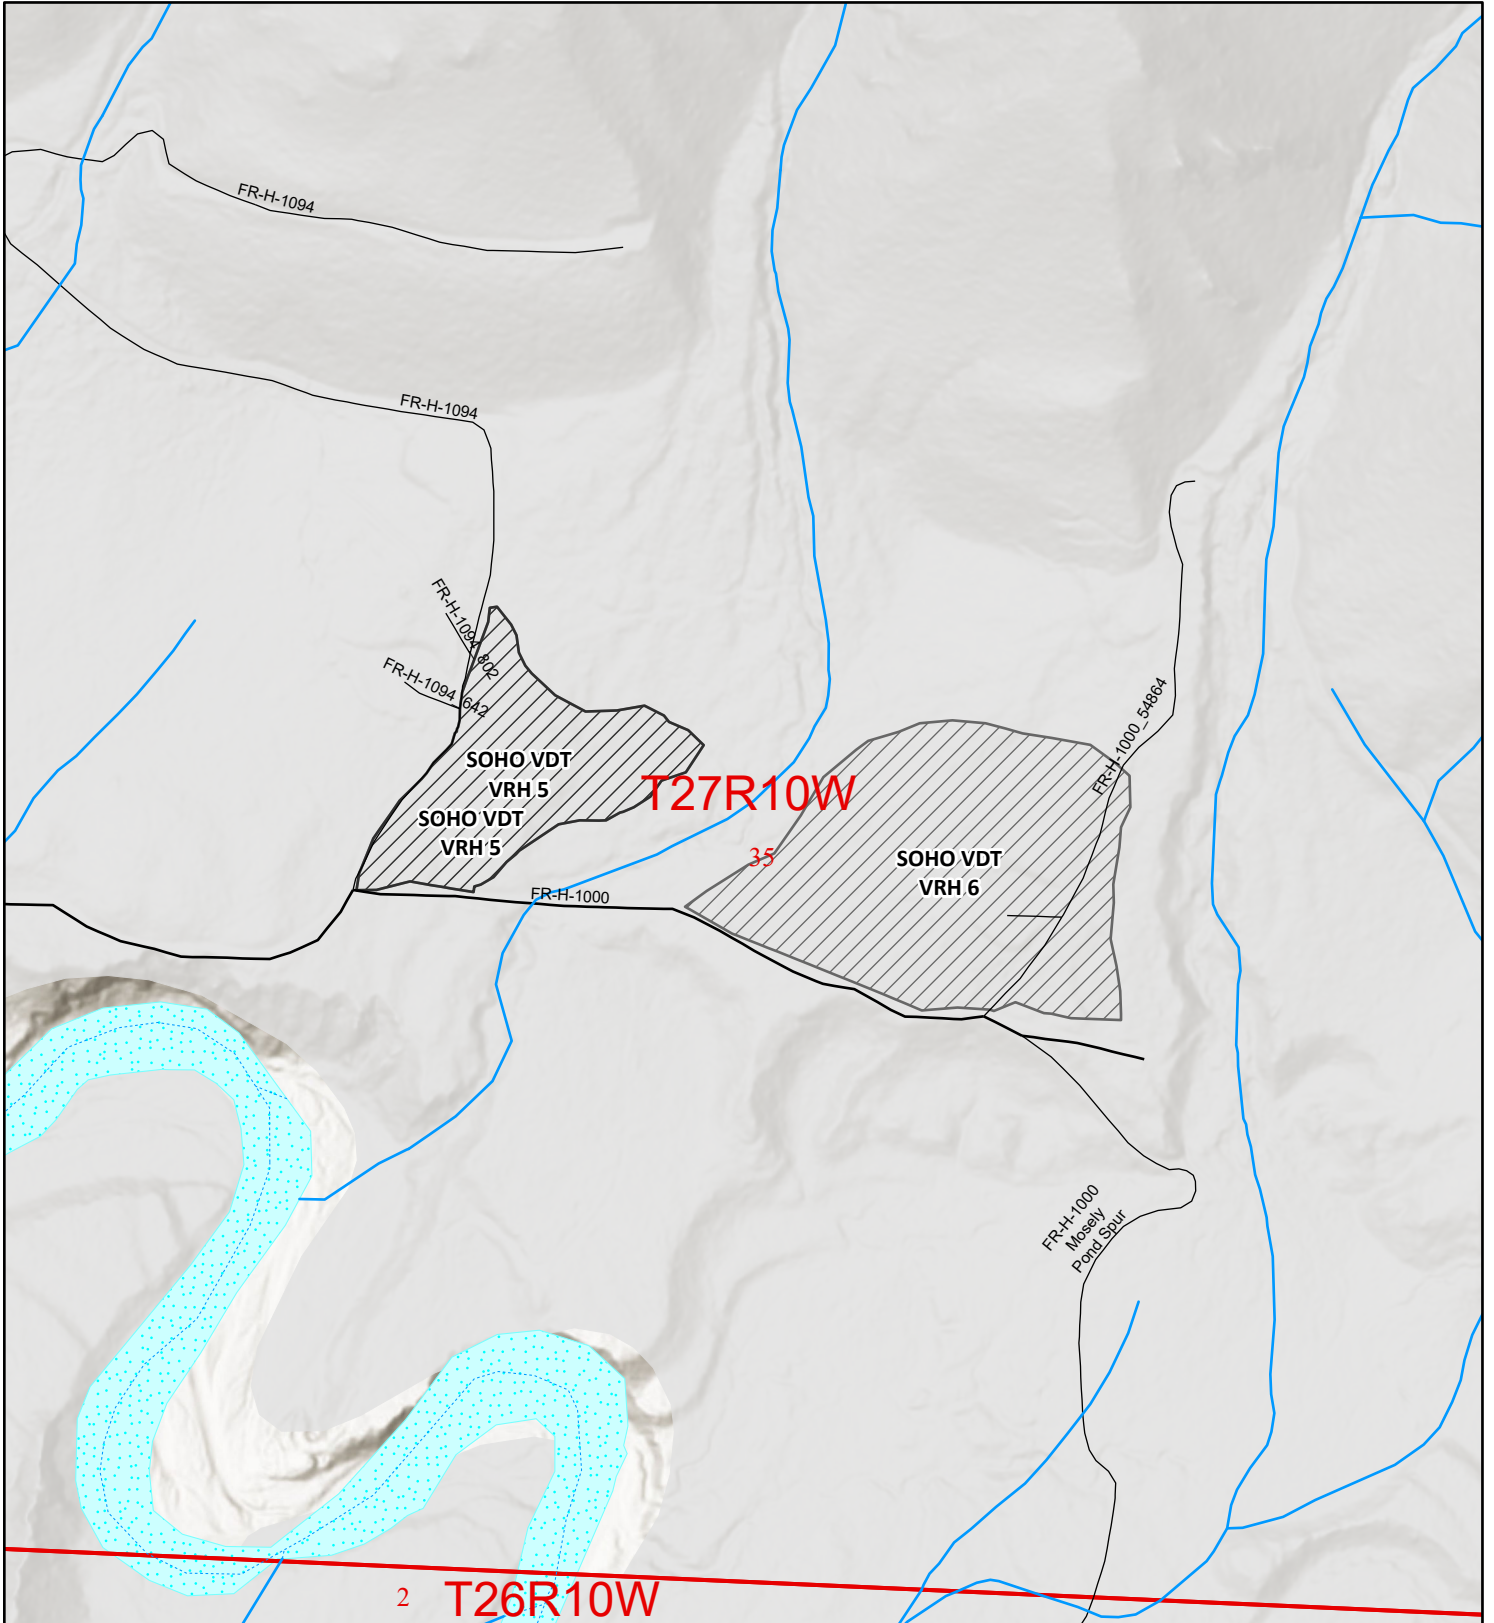 FR-H-1094
FR-H-1094
FR-H-1094_802
FR-H-1094_642
FR-H-1000_54864
SOHO VDT
VRH 5
SOHO VDT
VRH 5
T27R10W
35
SOHO VDT
VRH 6
FR-H-1000
FR-H-1000
Mosely
Pond Spur
2
T26R10W